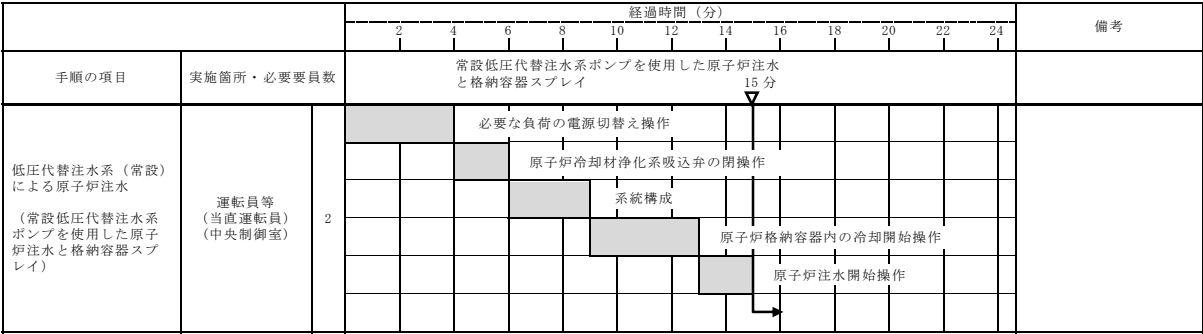 経過時間（分）
備考
2 4 6 8 10 12 14 16 18 20 22 24
手順の項目
実施箇所・必要要員数
常設低圧代替注水系ポンプを使用した原子炉注水
と格納容器スプレイ
15 分
低圧代替注水系（常設）
による原子炉注水
（常設低圧代替注水系
ポンプを使用した原子
炉注水と格納容器スプ
レイ）
運転員等
（当直運転員）
（中央制御室）
2
必要な負荷の電源切替え操作
原子炉冷却材浄化系吸込弁の閉操作
系統構成
原子炉格納容器内の冷却開始操作
原子炉注水開始操作